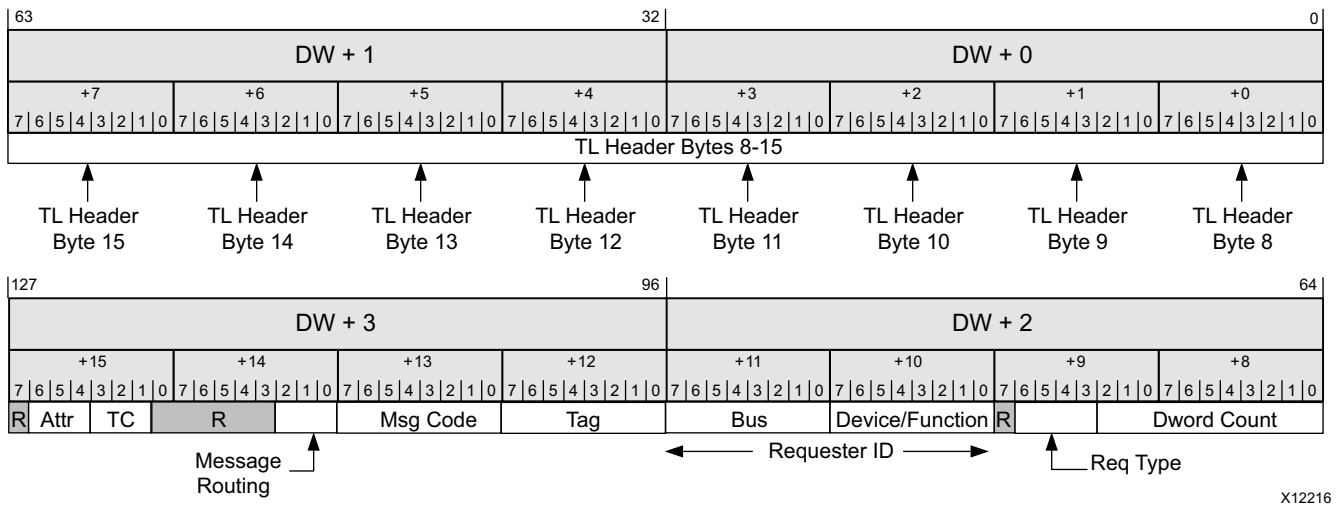 63 32 0
DW + 1 DW + 0
+7 +6 +5 +4 +3 +2 +1 +0
7 6 5 4 3 2 1 0 7 6 5 4 3 2 1 0 7 6 5 4 3 2 1 0 7 6 5 4 3 2 1 0 7 6 5 4 3 2 1 0 7 6 5 4 3 2 1 0 7 6 5 4 3 2 1 0 7 6 5 4 3 2 1 0
TL Header Bytes 8-15
TL Header TL Header TL Header TL Header TL Header TL Header TL Header TL Header
Byte 15 Byte 14 Byte 13 Byte 12 Byte 11 Byte 10 Byte 9 Byte 8
127 96 64
DW + 3 DW + 2
+15 +14 +13 +12 +11 +10 +9 +8
7 6 5 4 3 2 1 0 7 6 5 4 3 2 1 0 7 6 5 4 3 2 1 0 7 6 5 4 3 2 1 0 7 6 5 4 3 2 1 0 7 6 5 4 3 2 1 0 7 6 5 4 3 2 1 0 7 6 5 4 3 2 1 0
R Attr TC R Msg Code Tag Bus Device/Function R Dword Count
Message Requester ID Req Type
Routing
X12216